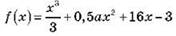 f(x) = x³/3 + 0,5ax² + 16x − 3